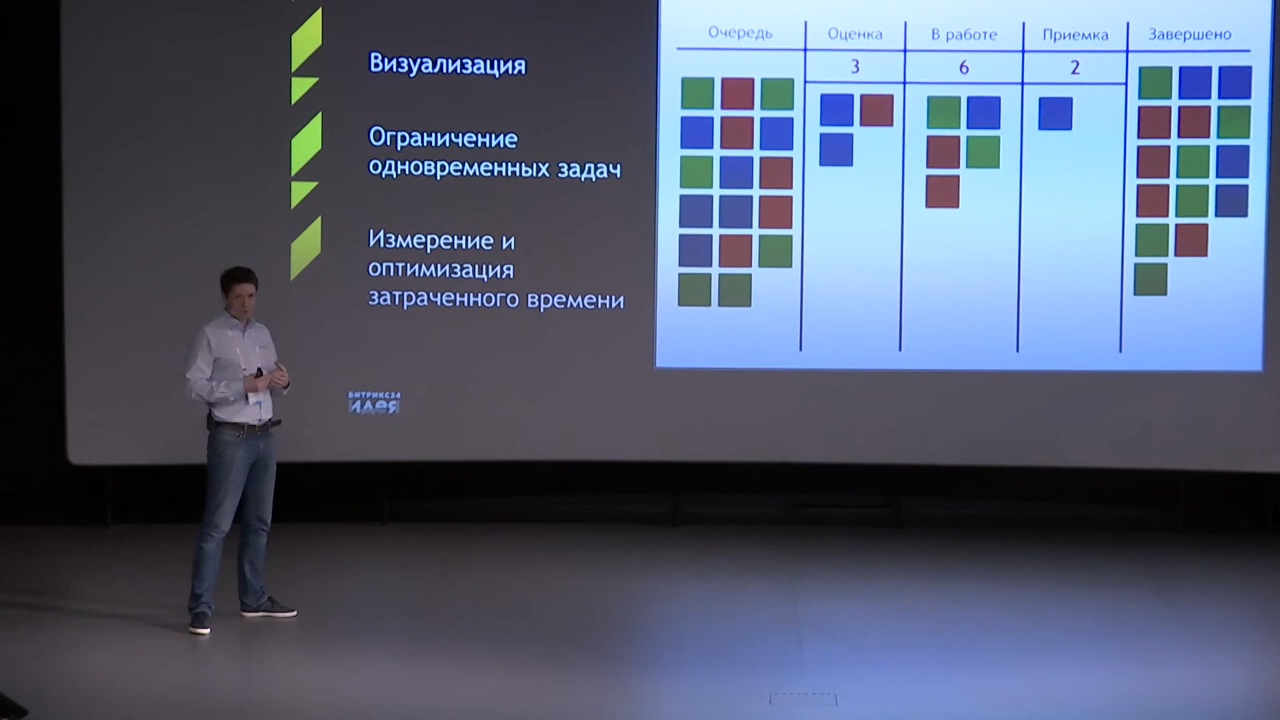 Визуализация
Ограничение
одновременных задач
Измерение и
оптимизация
затраченного времени
БИТРИКС24
идея
Очередь Оценка В работе Приемка Завершено
3 6 2